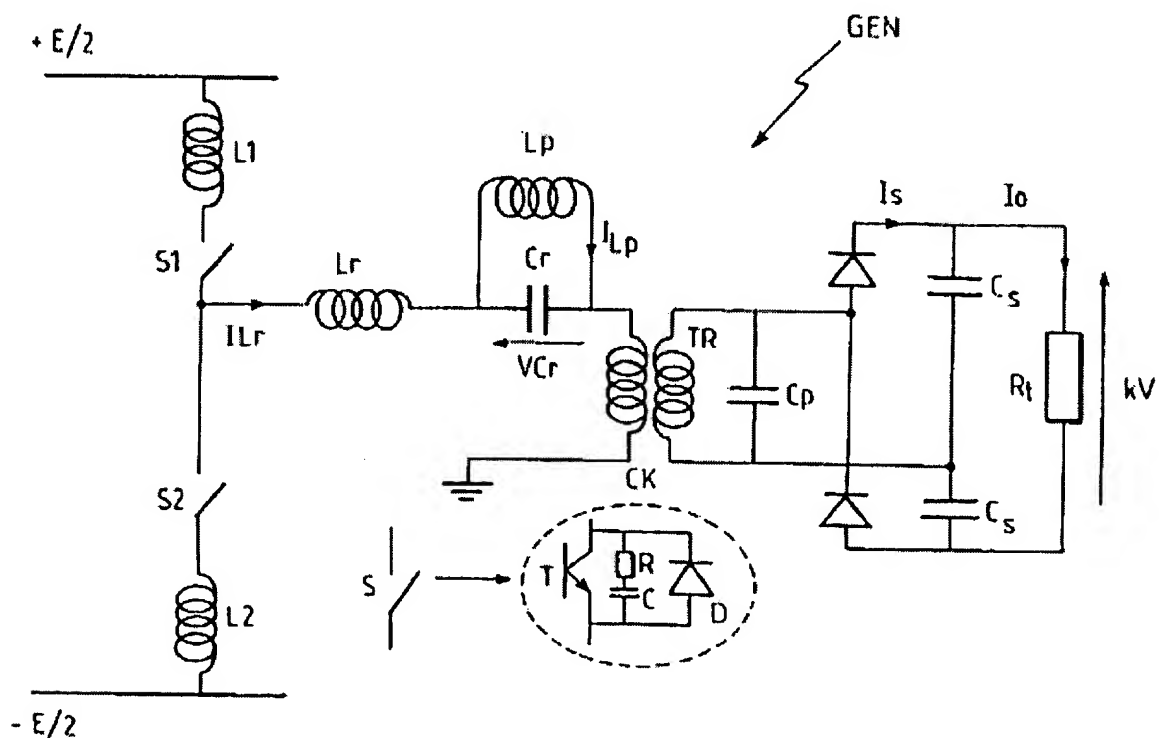 GEN
+ E/2
L1
Lp
Is
Io
S1
Lr
Cr
ILp
Cs
ILr
VCr
TR
Cp
Rt
kV
S2
CK
Cs
S
T
R
C
D
L2
- E/2